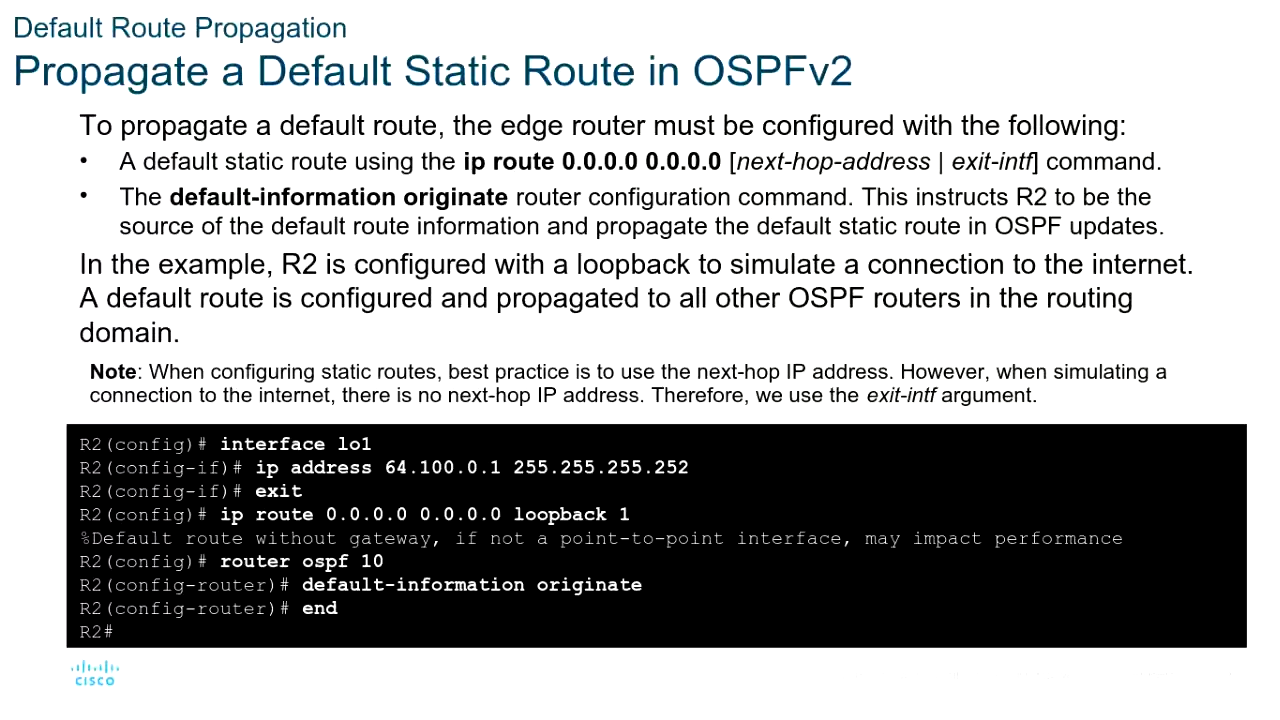 Default Route Propagation
Propagate a Default Static Route in OSPFv2
To propagate a default route, the edge router must be configured with the following:
• A default static route using the ip route 0.0.0.0 0.0.0.0 [next-hop-address | exit-intf] command.
• The default-information originate router configuration command. This instructs R2 to be the
source of the default route information and propagate the default static route in OSPF updates.
In the example, R2 is configured with a loopback to simulate a connection to the internet.
A default route is configured and propagated to all other OSPF routers in the routing
domain.
Note: When configuring static routes, best practice is to use the next-hop IP address. However, when simulating a
connection to the internet, there is no next-hop IP address. Therefore, we use the exit-intf argument.
R2(config)# interface lo1
R2(config-if)# ip address 64.100.0.1 255.255.255.252
R2(config-if)# exit
R2(config)# ip route 0.0.0.0 0.0.0.0 loopback 1
%Default route without gateway, if not a point-to-point interface, may impact performance
R2(config)# router ospf 10
R2(config-router)# default-information originate
R2(config-router)# end
R2#
CISCO